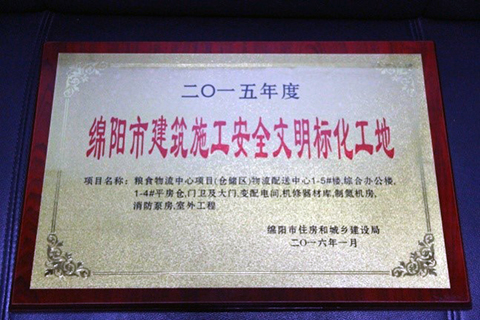 二〇一五年度
绵阳市建筑施工安全文明标化工地
项目名称：粮食物流中心项目(仓储区)物流配送中心1-5#楼,综合办公楼,
1-4#平房仓,门卫及大门,变配电间,机修器材库,制氮机房,
消防泵房,室外工程
绵阳市住房和城乡建设局
二〇一六年一月